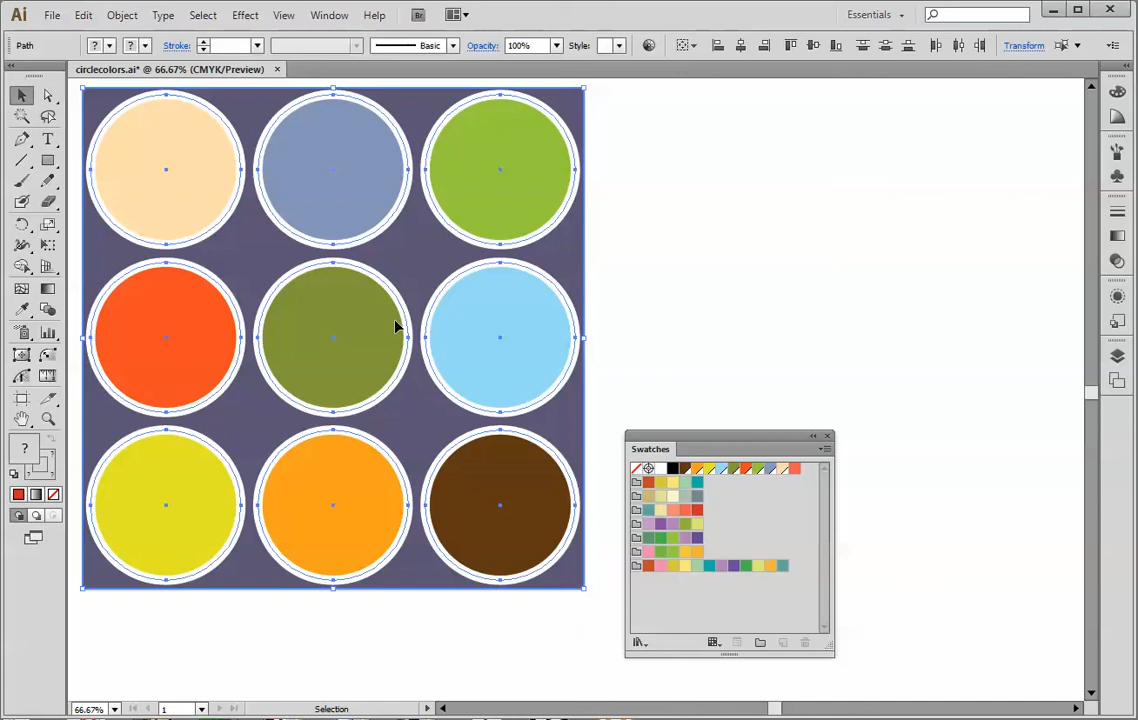 Ai File Edit Object Type Select Effect View Window Help Br Essentials
Path ? ? Stroke: Basic Opacity: 100% Style: Transform
circlecolors.ai* @ 66.67% (CMYK/Preview) ×
T
?
Swatches
66.67% 1 Selection